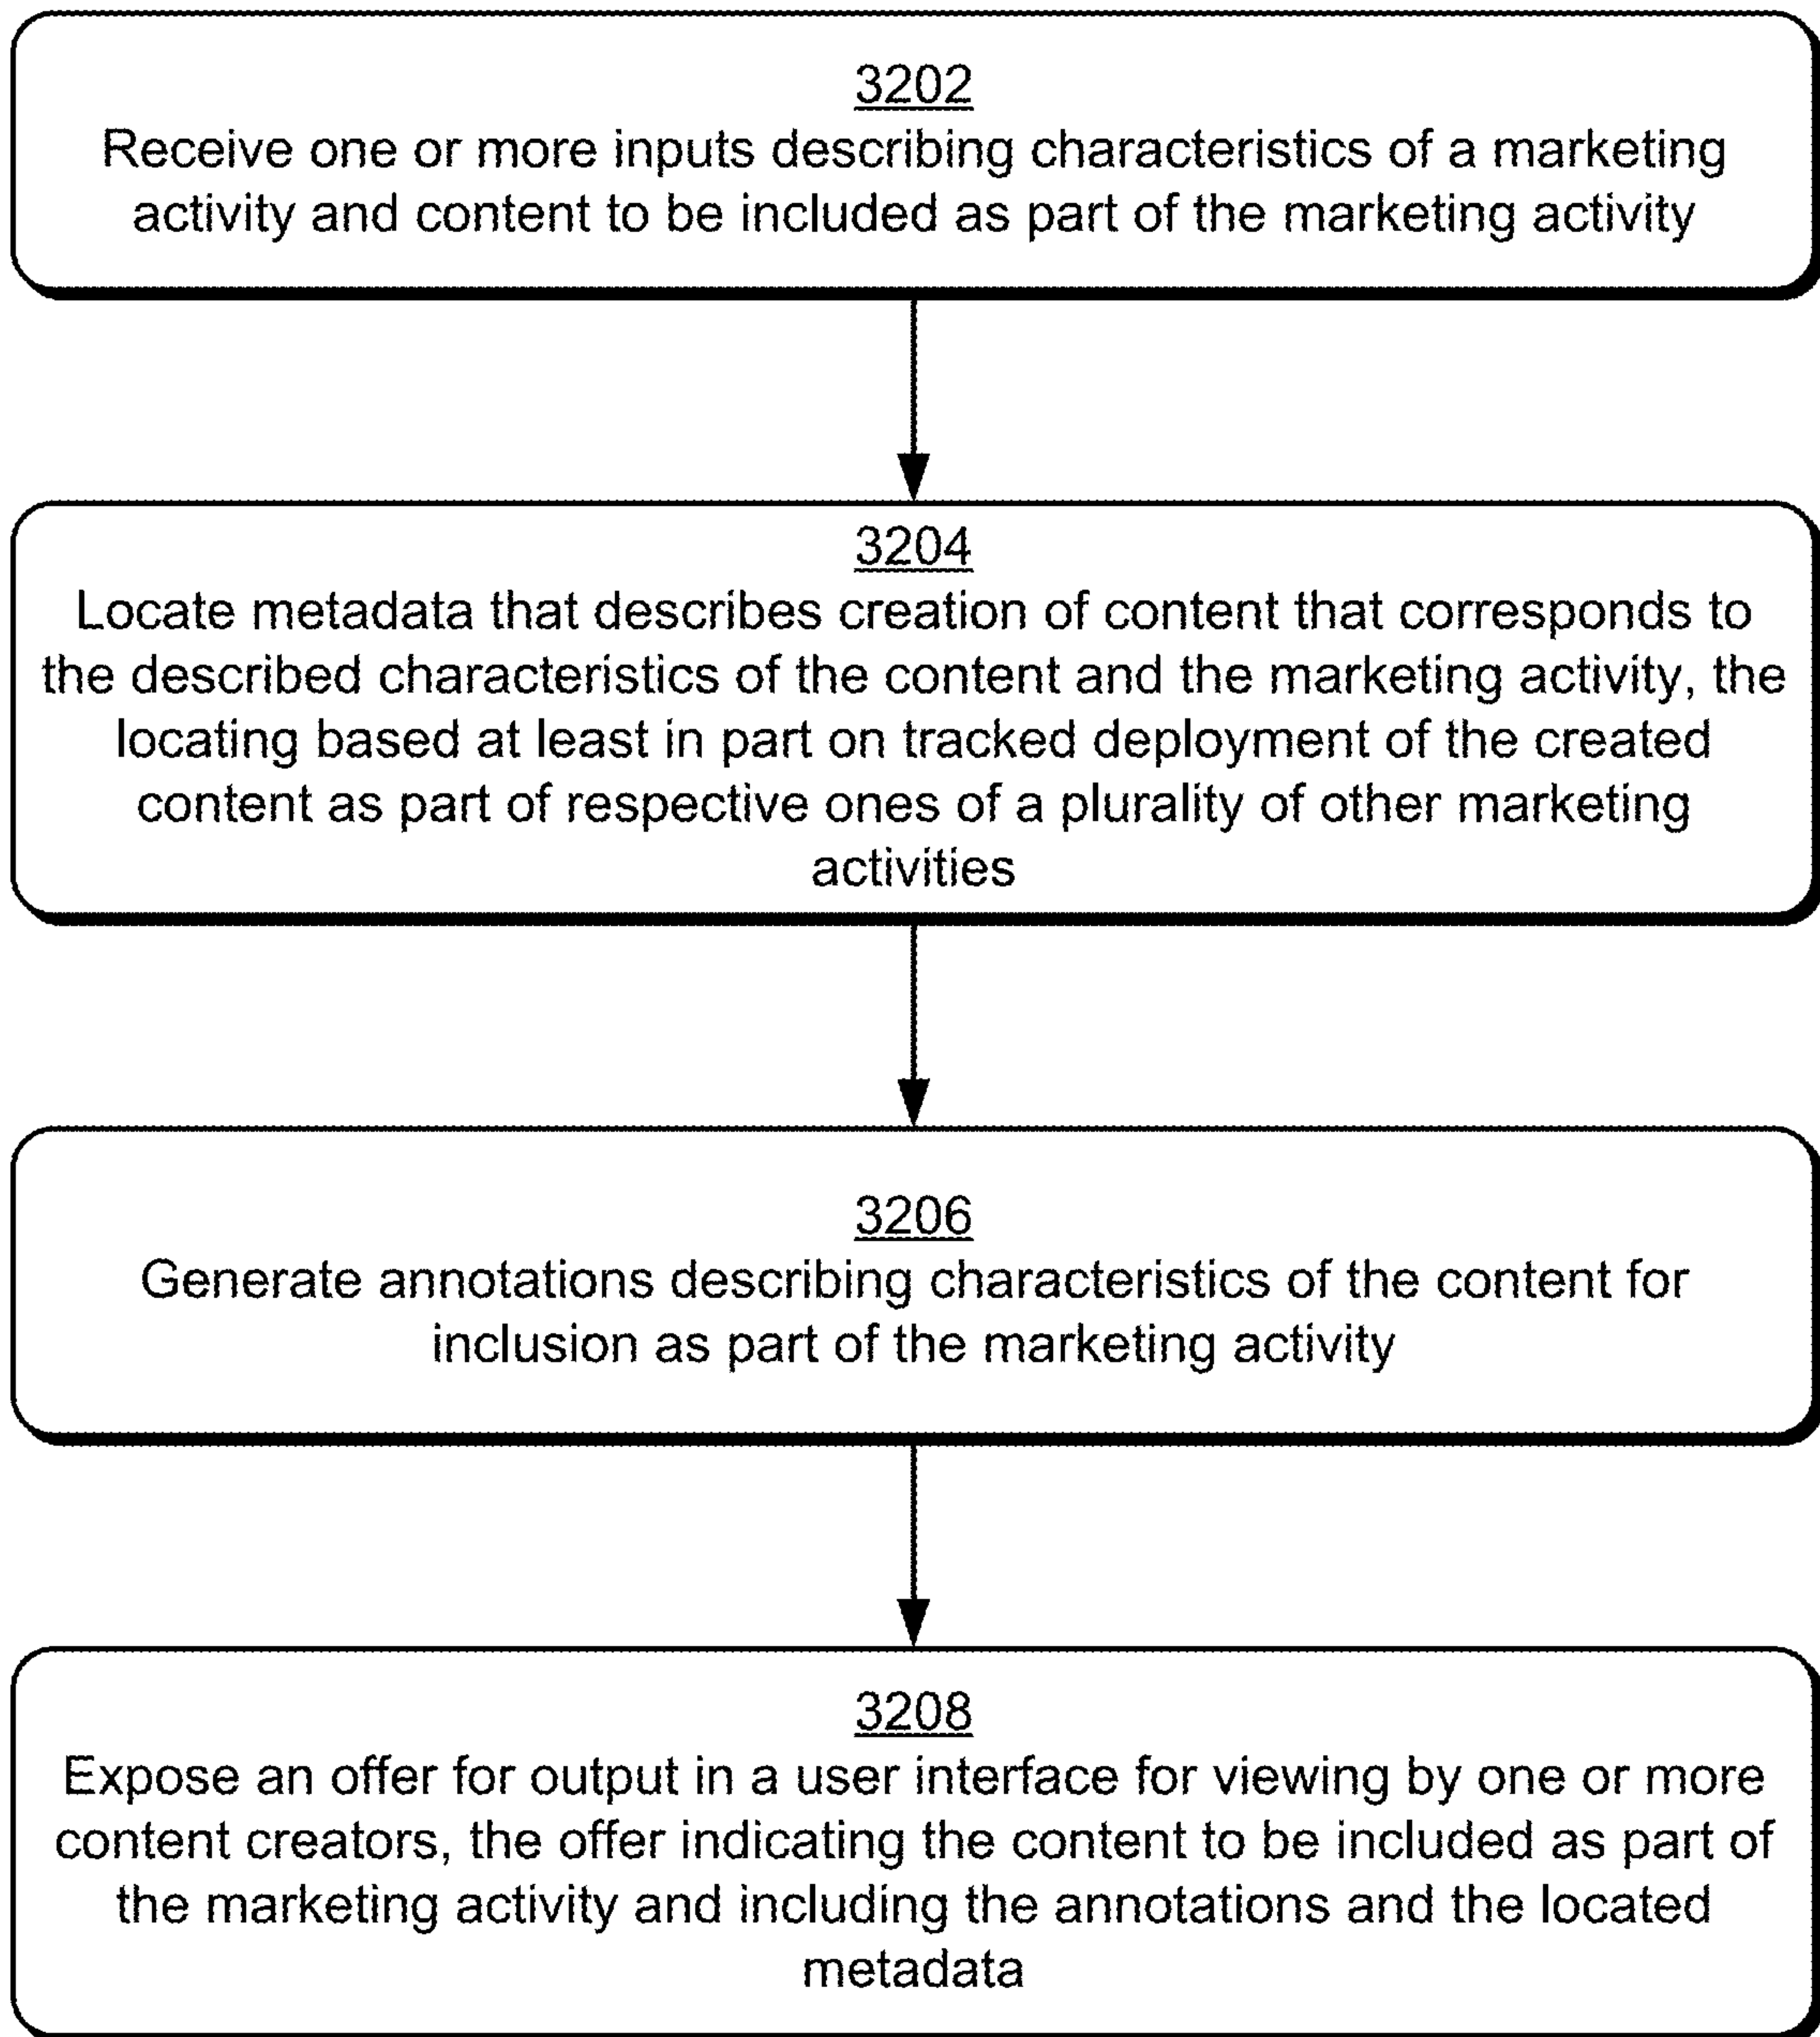 3202
Receive one or more inputs describing characteristics of a marketing
activity and content to be included as part of the marketing activity
3204
Locate metadata that describes creation of content that corresponds to
the described characteristics of the content and the marketing activity, the
locating based at least in part on tracked deployment of the created
content as part of respective ones of a plurality of other marketing
activities
3206
Generate annotations describing characteristics of the content for
inclusion as part of the marketing activity
3208
Expose an offer for output in a user interface for viewing by one or more
content creators, the offer indicating the content to be included as part of
the marketing activity and including the annotations and the located
metadata